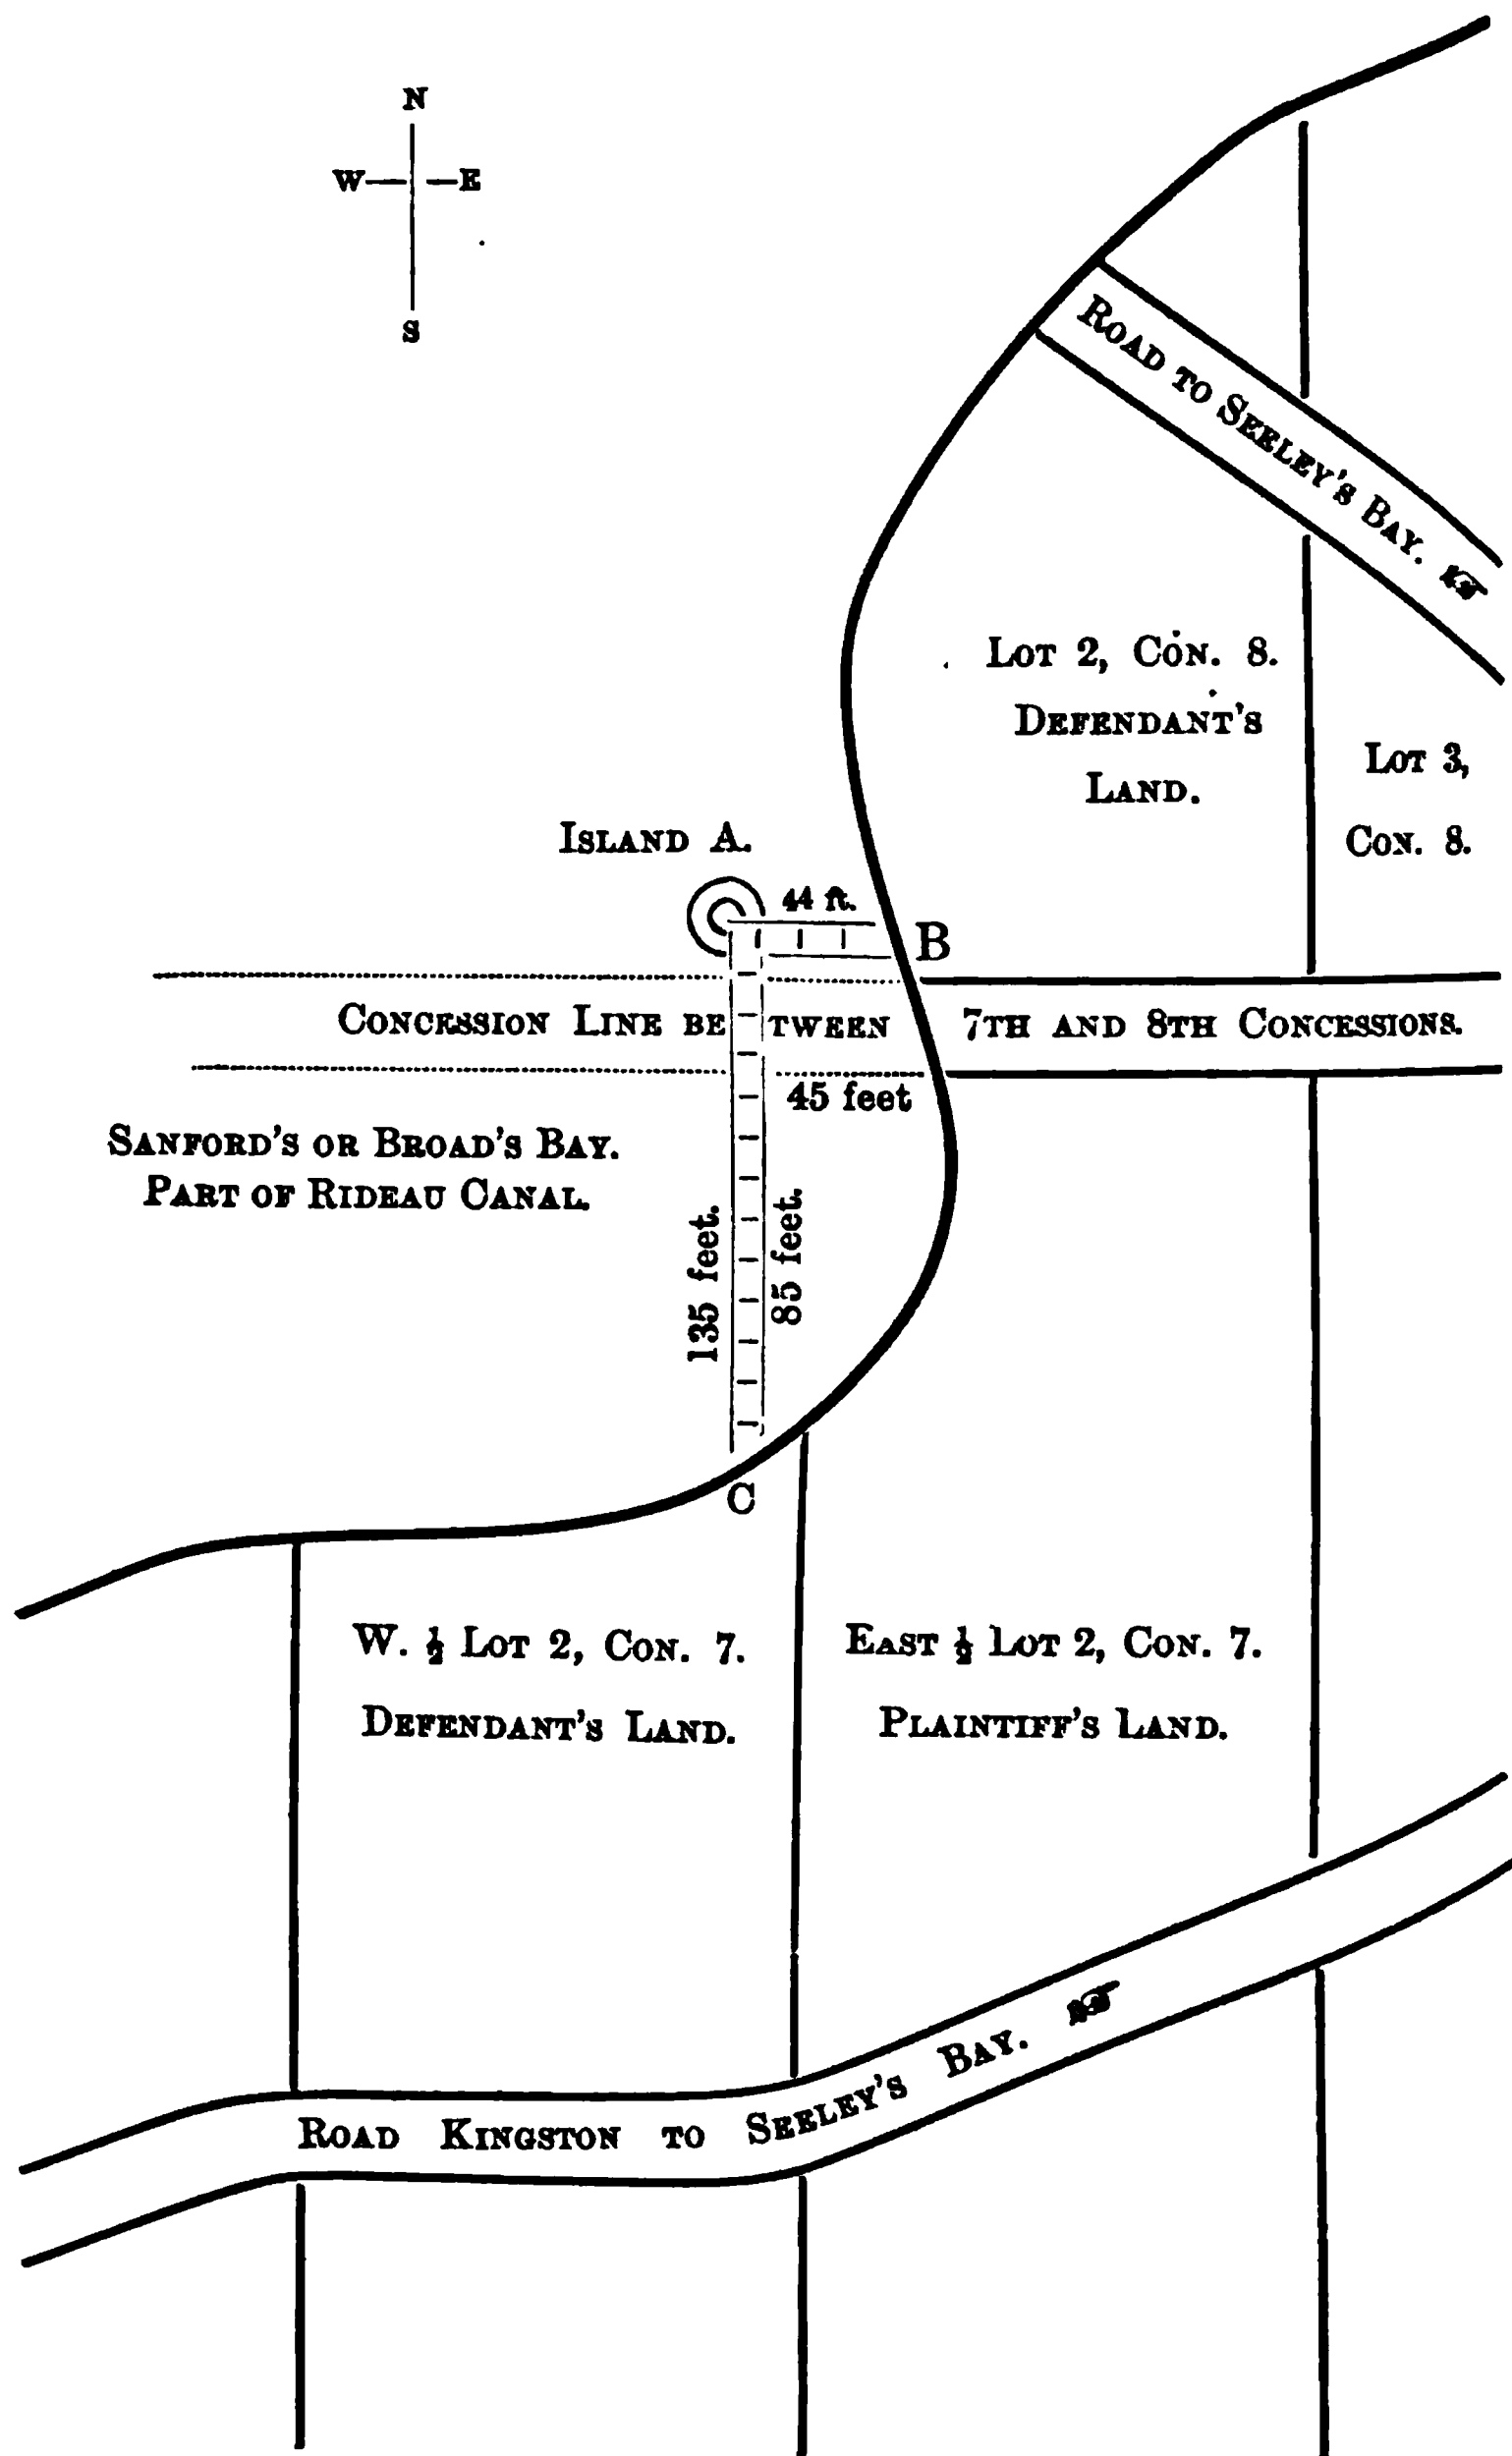 N
W E
S
ROAD TO SEELEY'S BAY.
LOT 2, CON. 8.
DEFENDANT'S
LAND.
LOT 3,
CON. 8.
ISLAND A.
44 ft.
B
CONCESSION LINE BETWEEN 7TH AND 8TH CONCESSIONS.
45 feet
SANFORD'S OR BROAD'S BAY.
PART OF RIDEAU CANAL.
135 feet.
85 feet.
C
W. ½ LOT 2, CON. 7.
DEFENDANT'S LAND.
EAST ½ LOT 2, CON. 7.
PLAINTIFF'S LAND.
ROAD KINGSTON TO SEELEY'S BAY.